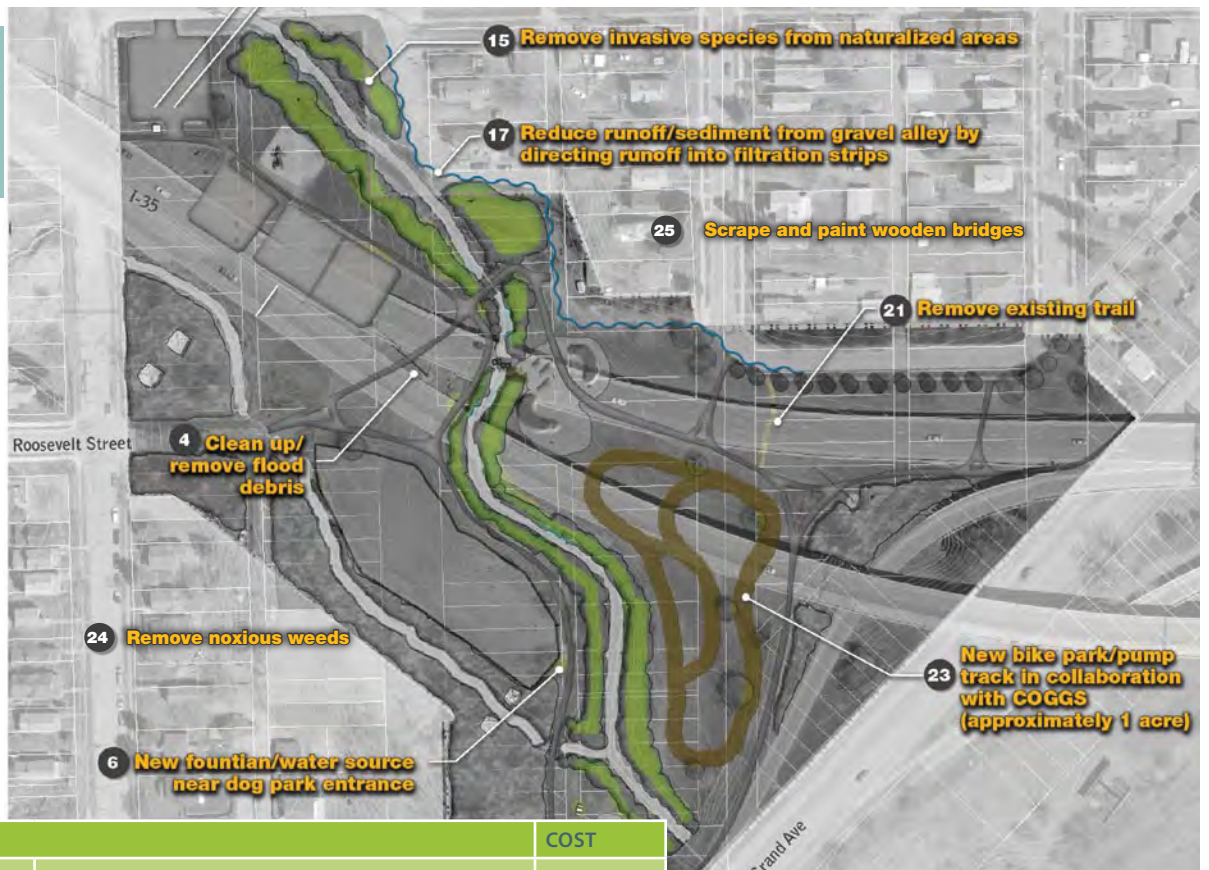 15 Remove invasive species from naturalized areas
17 Reduce runoff/sediment from gravel alley by
directing runoff into filtration strips
I-35
25 Scrape and paint wooden bridges
21 Remove existing trail
Roosevelt Street
4 Clean up/
remove flood
debris
24 Remove noxious weeds
23 New bike park/pump
track in collaboration
with COGGS
(approximately 1 acre)
6 New fountian/water source
near dog park entrance
COST
Grand Ave